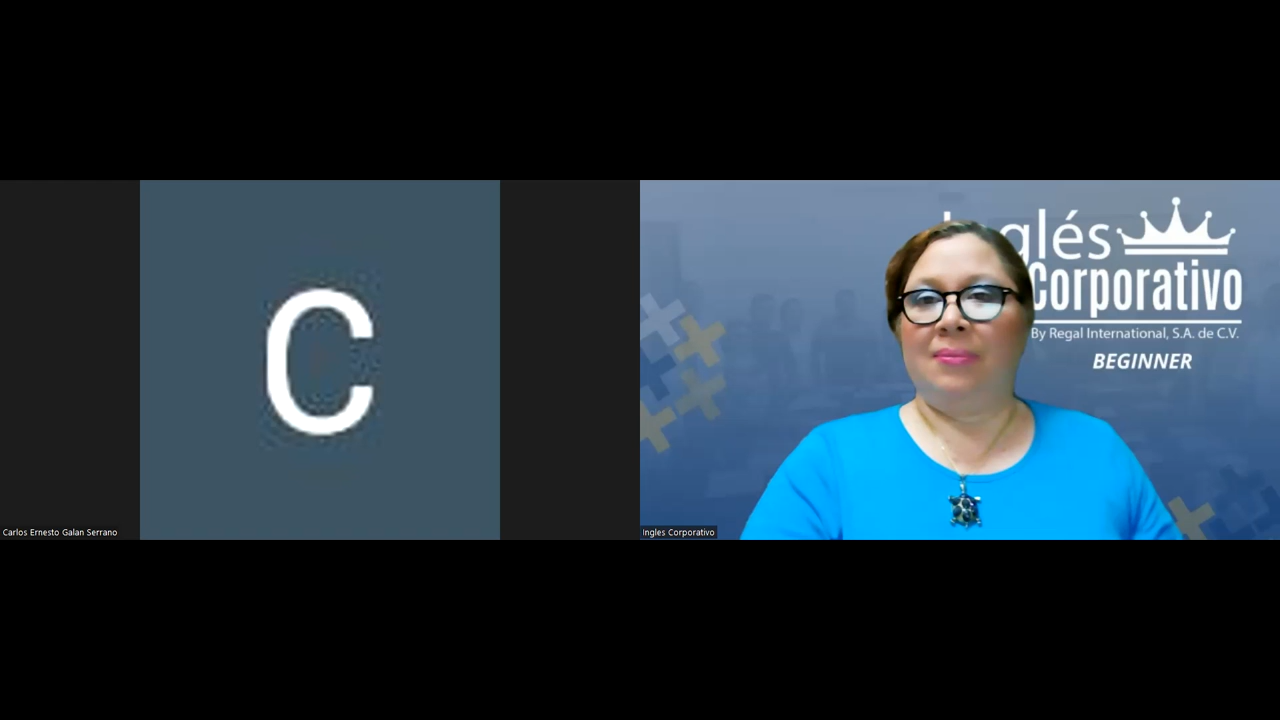 C
Carlos Ernesto Galan Serrano
Inglés
Corporativo
By Regal International, S.A. de C.V.
BEGINNER
Ingles Corporativo